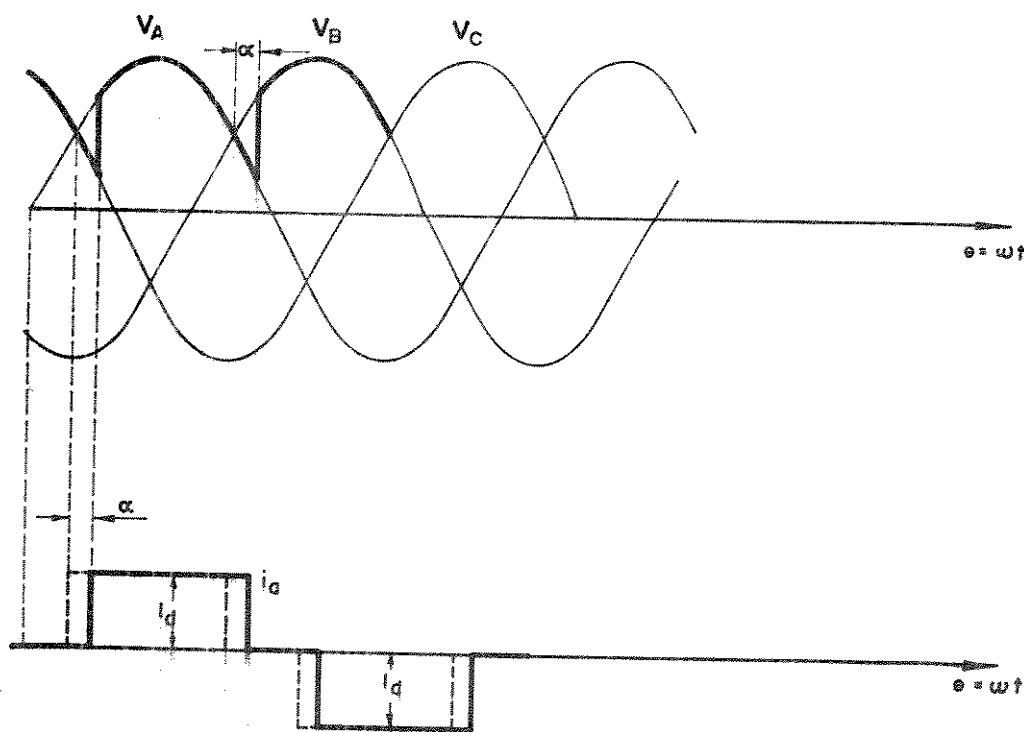 V_A V_B V_C
α
θ = ωt
α
i_a
I_d
I_d
θ = ωt